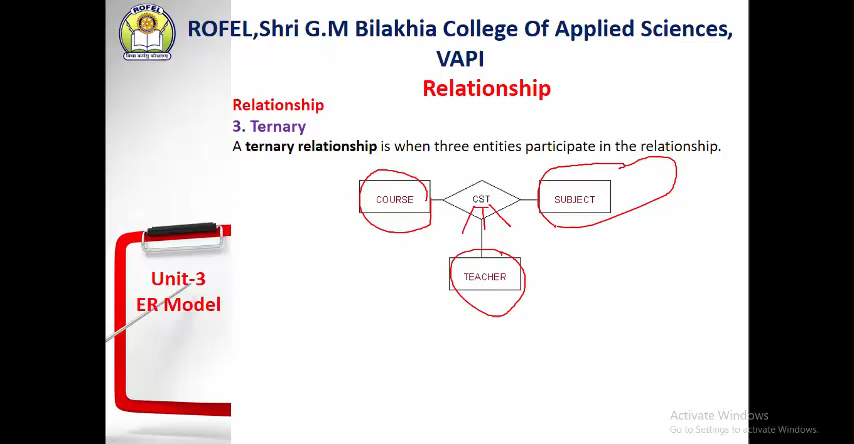 ROFEL
ROFEL,Shri G.M Bilakhia College Of Applied Sciences,
VAPI
Relationship
Relationship
3. Ternary
A ternary relationship is when three entities participate in the relationship.
COURSE
CST
SUBJECT
TEACHER
Unit-3
ER Model
Activate Windows
Go to Settings to activate Windows.